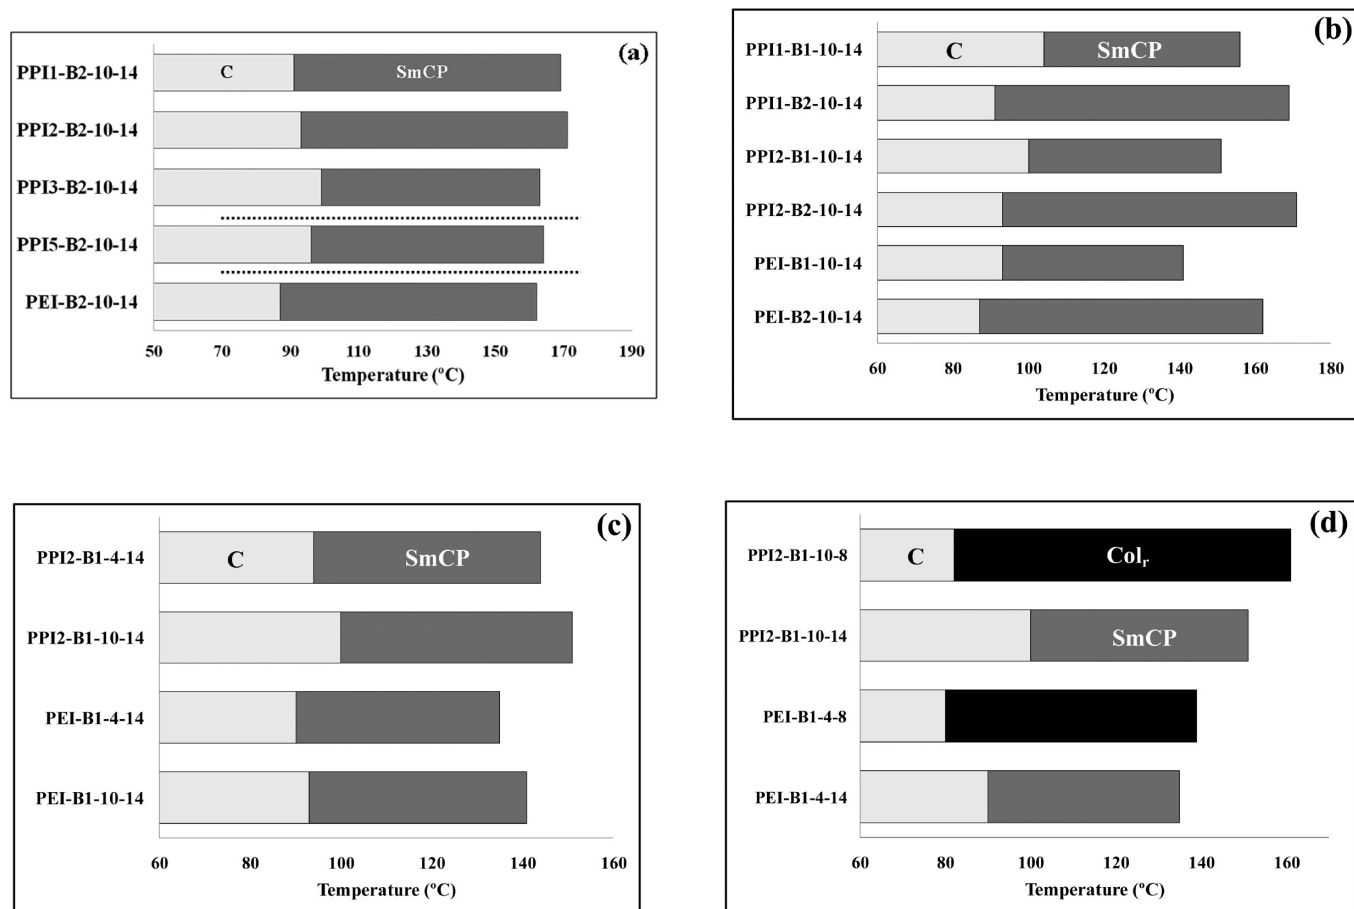 (a)
PPI1-B2-10-14
C
SmCP
PPI2-B2-10-14
PPI3-B2-10-14
PPI5-B2-10-14
PEI-B2-10-14
50 70 90 110 130 150 170 190
Temperature (ºC)
(b)
PPI1-B1-10-14
C
SmCP
PPI1-B2-10-14
PPI2-B1-10-14
PPI2-B2-10-14
PEI-B1-10-14
PEI-B2-10-14
60 80 100 120 140 160 180
Temperature (ºC)
(c)
PPI2-B1-4-14
C
SmCP
PPI2-B1-10-14
PEI-B1-4-14
PEI-B1-10-14
60 80 100 120 140 160
Temperature (ºC)
(d)
PPI2-B1-10-8
C
Colr
PPI2-B1-10-14
SmCP
PEI-B1-4-8
PEI-B1-4-14
60 80 100 120 140 160
Temperature (ºC)